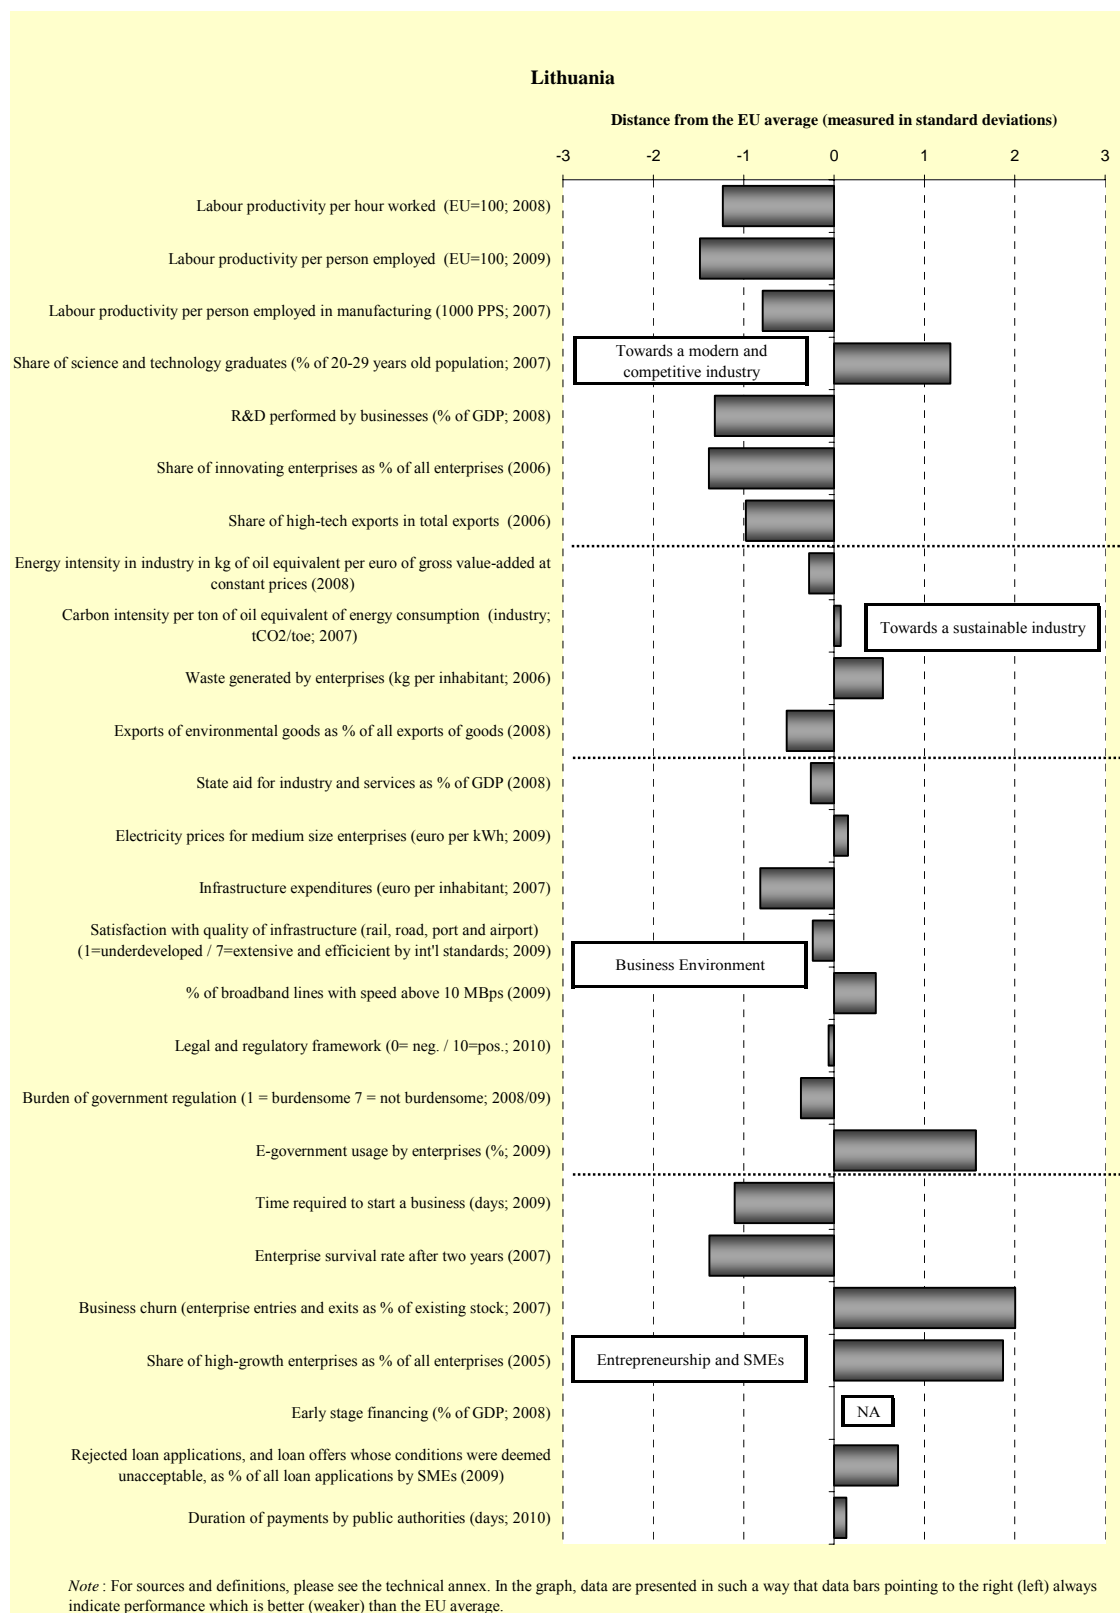 Lithuania
Distance from the EU average (measured in standard deviations)
-3 -2 -1 0 1 2 3
Labour productivity per hour worked (EU=100; 2008)
Labour productivity per person employed (EU=100; 2009)
Labour productivity per person employed in manufacturing (1000 PPS; 2007)
Share of science and technology graduates (% of 20-29 years old population; 2007)
Towards a modern and
competitive industry
R&D performed by businesses (% of GDP; 2008)
Share of innovating enterprises as % of all enterprises (2006)
Share of high-tech exports in total exports (2006)
Energy intensity in industry in kg of oil equivalent per euro of gross value-added at
constant prices (2008)
Carbon intensity per ton of oil equivalent of energy consumption (industry;
tCO2/toe; 2007)
Towards a sustainable industry
Waste generated by enterprises (kg per inhabitant; 2006)
Exports of environmental goods as % of all exports of goods (2008)
State aid for industry and services as % of GDP (2008)
Electricity prices for medium size enterprises (euro per kWh; 2009)
Infrastructure expenditures (euro per inhabitant; 2007)
Satisfaction with quality of infrastructure (rail, road, port and airport)
(1=underdeveloped / 7=extensive and efficicient by int'l standards; 2009)
Business Environment
% of broadband lines with speed above 10 MBps (2009)
Legal and regulatory framework (0= neg. / 10=pos.; 2010)
Burden of government regulation (1 = burdensome 7 = not burdensome; 2008/09)
E-government usage by enterprises (%; 2009)
Time required to start a business (days; 2009)
Enterprise survival rate after two years (2007)
Business churn (enterprise entries and exits as % of existing stock; 2007)
Share of high-growth enterprises as % of all enterprises (2005)
Entrepreneurship and SMEs
Early stage financing (% of GDP; 2008)
NA
Rejected loan applications, and loan offers whose conditions were deemed
unacceptable, as % of all loan applications by SMEs (2009)
Duration of payments by public authorities (days; 2010)
Note : For sources and definitions, please see the technical annex. In the graph, data are presented in such a way that data bars pointing to the right (left) always
indicate performance which is better (weaker) than the EU average.